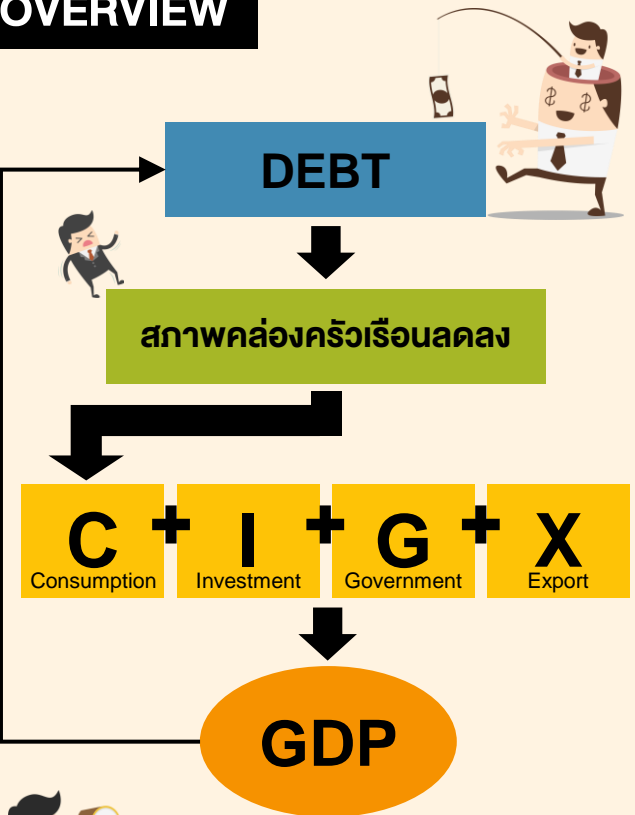 OVERVIEW
DEBT
สภาพคล่องครัวเรือนลดลง
C + I + G + X
Consumption Investment Government Export
GDP